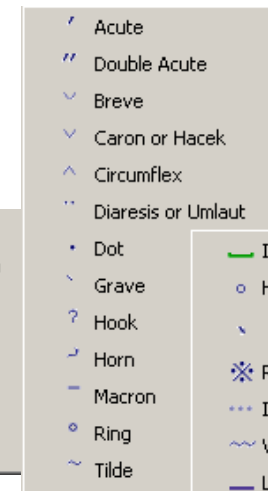 Acute
Double Acute
Breve
Caron or Hacek
Circumflex
Diaresis or Umlaut
Dot
Grave
Hook
Horn
Macron
Ring
Tilde